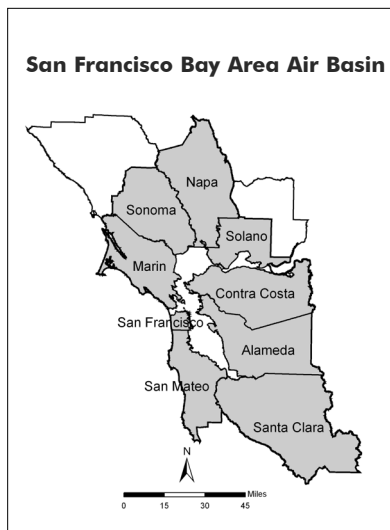 San Francisco Bay Area Air Basin
Napa
Sonoma
Solano
Marin
Contra Costa
San Francisco
Alameda
San Mateo
Santa Clara
N
Miles
0 15 30 45